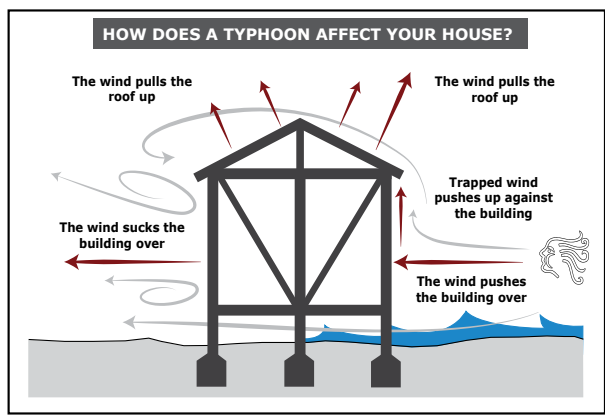 HOW DOES A TYPHOON AFFECT YOUR HOUSE?
The wind pulls the
roof up
The wind pulls the
roof up
Trapped wind
pushes up against
the building
The wind sucks the
building over
The wind pushes
the building over